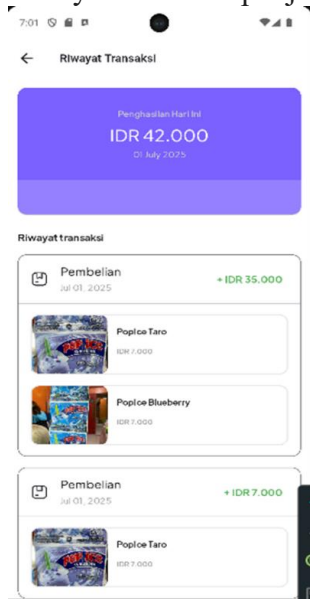 7:01
Riwayat Transaksi
Penghasilan Hari Ini
IDR 42.000
01 July 2025
Riwayat transaksi
Pembelian
+ IDR 35.000
Jul 01, 2025
PopIce Taro
IDR 7.000
PopIce Blueberry
IDR 7.000
Pembelian
+ IDR 7.000
Jul 01, 2025
PopIce Taro
IDR 7.000